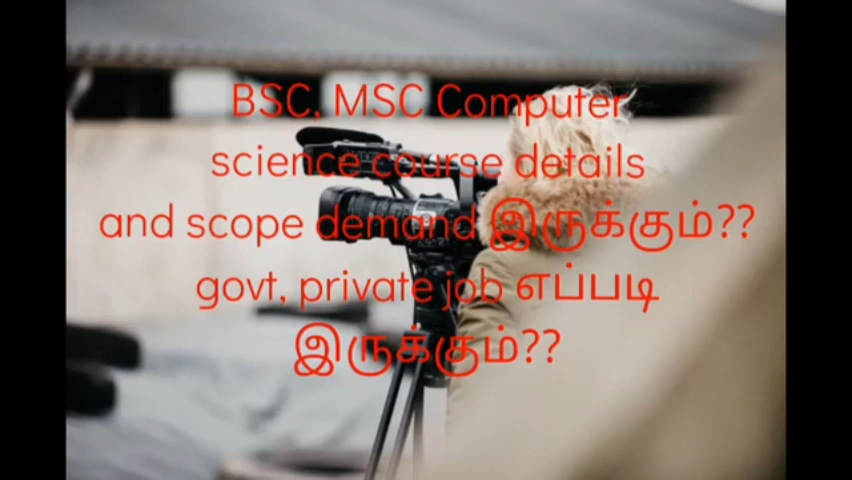 BSC, MSC Computer
science course details
and scope demand இருக்கும்??
govt, private job எப்படி
இருக்கும்??